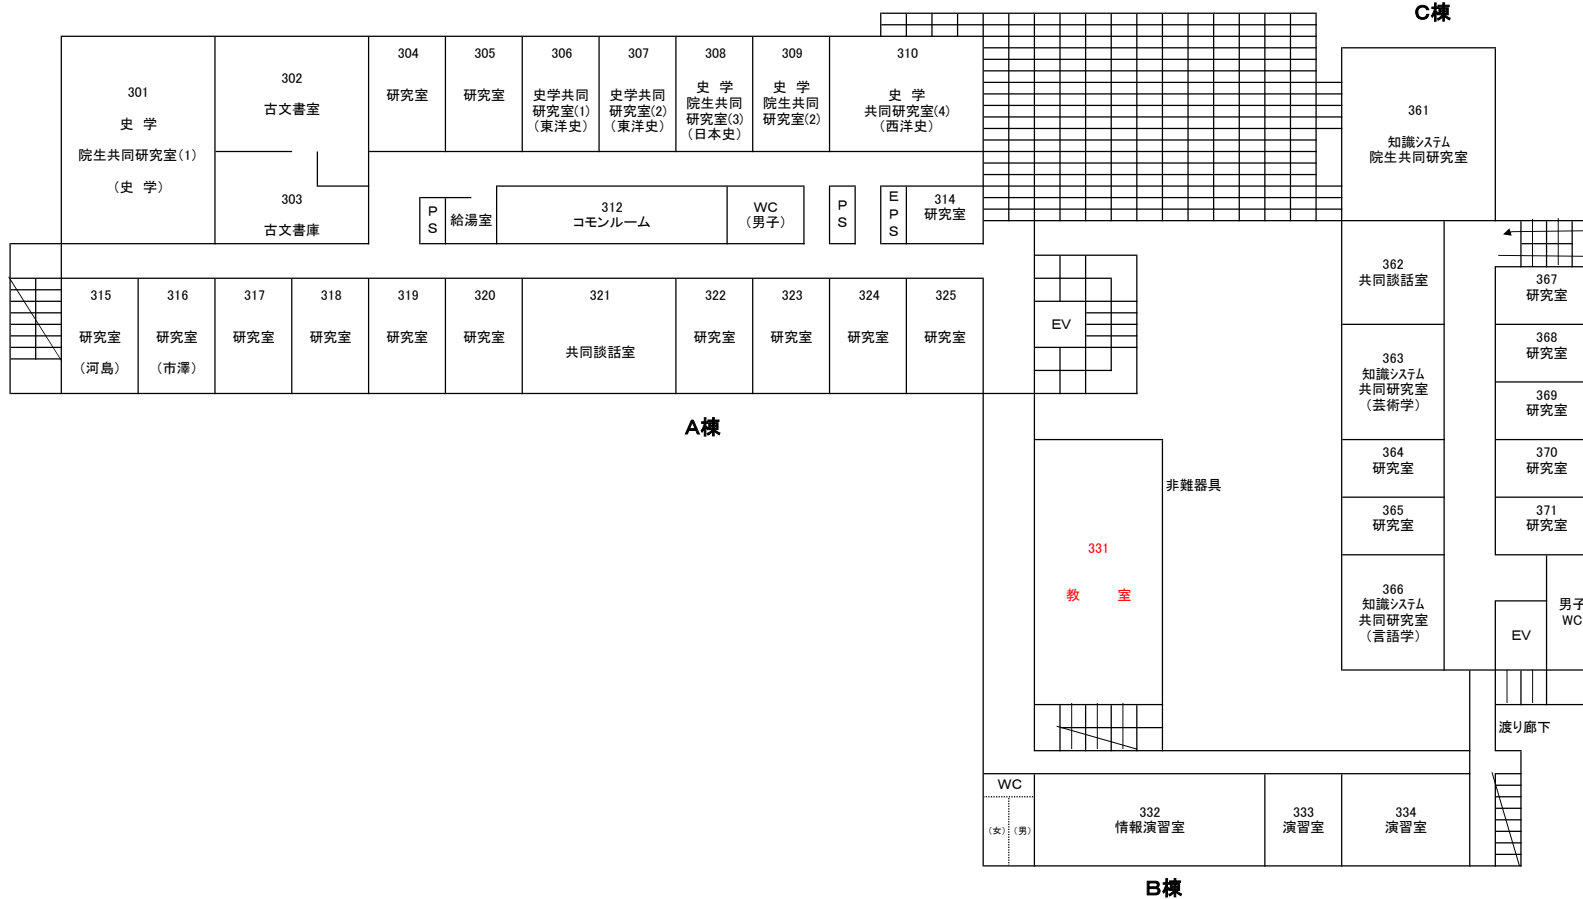 C棟
301
史　学
院生共同研究室(1)
(史　学)
302
古文書室
303
古文書庫
304
研究室
305
研究室
306
史学共同
研究室(1)
(東洋史)
307
史学共同
研究室(2)
(東洋史)
308
史　学
院生共同
研究室(3)
(日本史)
309
史　学
院生共同
研究室(2)
310
史　学
共同研究室(4)
(西洋史)
PS
給湯室
312
コモンルーム
WC
(男子)
PS
EPS
314
研究室
315
研究室
(河島)
316
研究室
(市澤)
317
研究室
318
研究室
319
研究室
320
研究室
321
共同談話室
322
研究室
323
研究室
324
研究室
325
研究室
EV
A棟
361
知識システム
院生共同研究室
362
共同談話室
363
知識システム
共同研究室
(芸術学)
364
研究室
365
研究室
366
知識システム
共同研究室
(言語学)
367
研究室
368
研究室
369
研究室
370
研究室
371
研究室
男子
WC
EV
渡り廊下
非難器具
331
教　室
WC
(女)
(男)
332
情報演習室
333
演習室
334
演習室
B棟